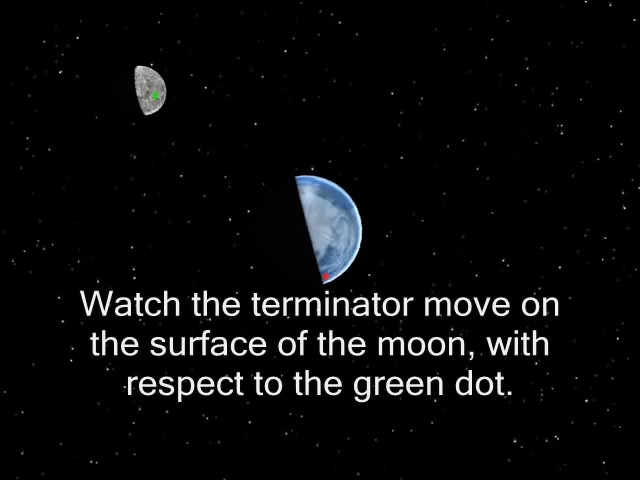 Watch the terminator move on
the surface of the moon, with
respect to the green dot.